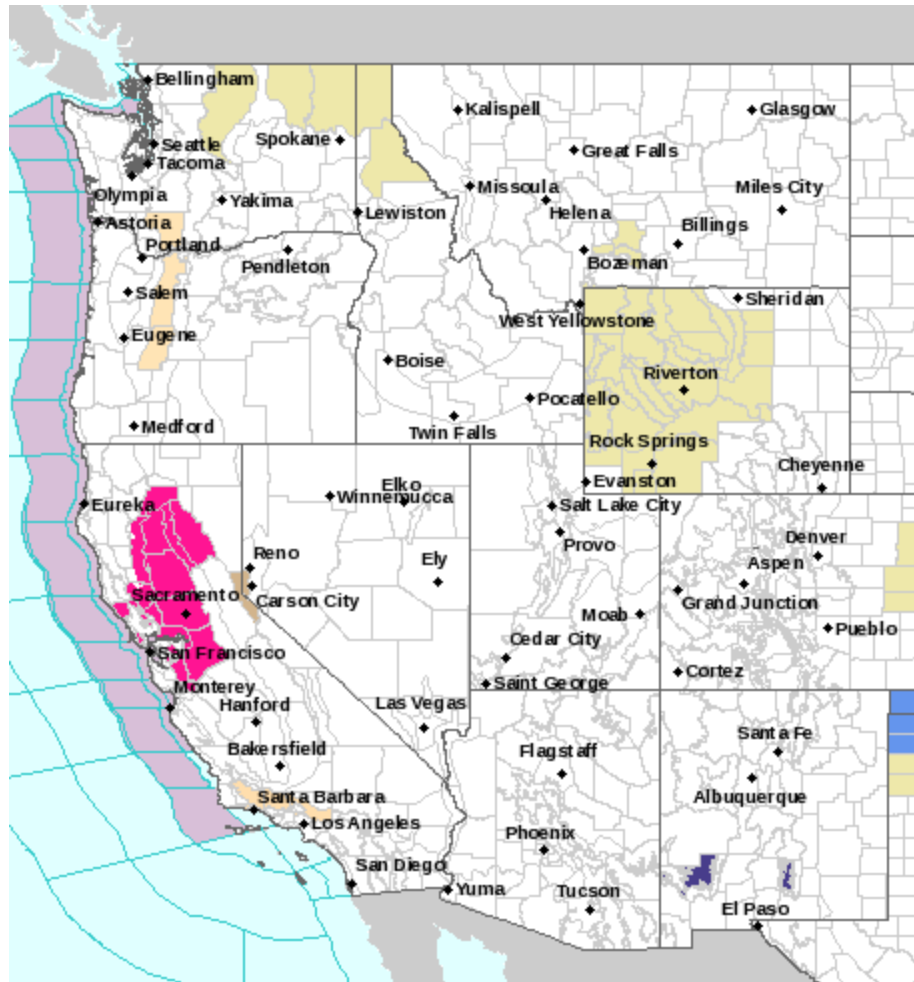 Bellingham
Kalispell
Glasgow
Seattle
Spokane
Great Falls
Tacoma
Olympia
Yakima
Missoula
Miles City
Helena
Lewiston
Astoria
Billings
Portland
Pendleton
Bozeman
Salem
Sheridan
West Yellowstone
Eugene
Boise
Riverton
Pocatello
Medford
Twin Falls
Rock Springs
Cheyenne
Evanston
Elko
Winnemucca
Eureka
Salt Lake City
Denver
Reno
Provo
Ely
Aspen
Sacramento
Carson City
Grand Junction
Moab
Pueblo
Cedar City
San Francisco
Cortez
Saint George
Monterey
Hanford
Las Vegas
Santa Fe
Bakersfield
Flagstaff
Santa Barbara
Albuquerque
Los Angeles
Phoenix
San Diego
Yuma
Tucson
El Paso